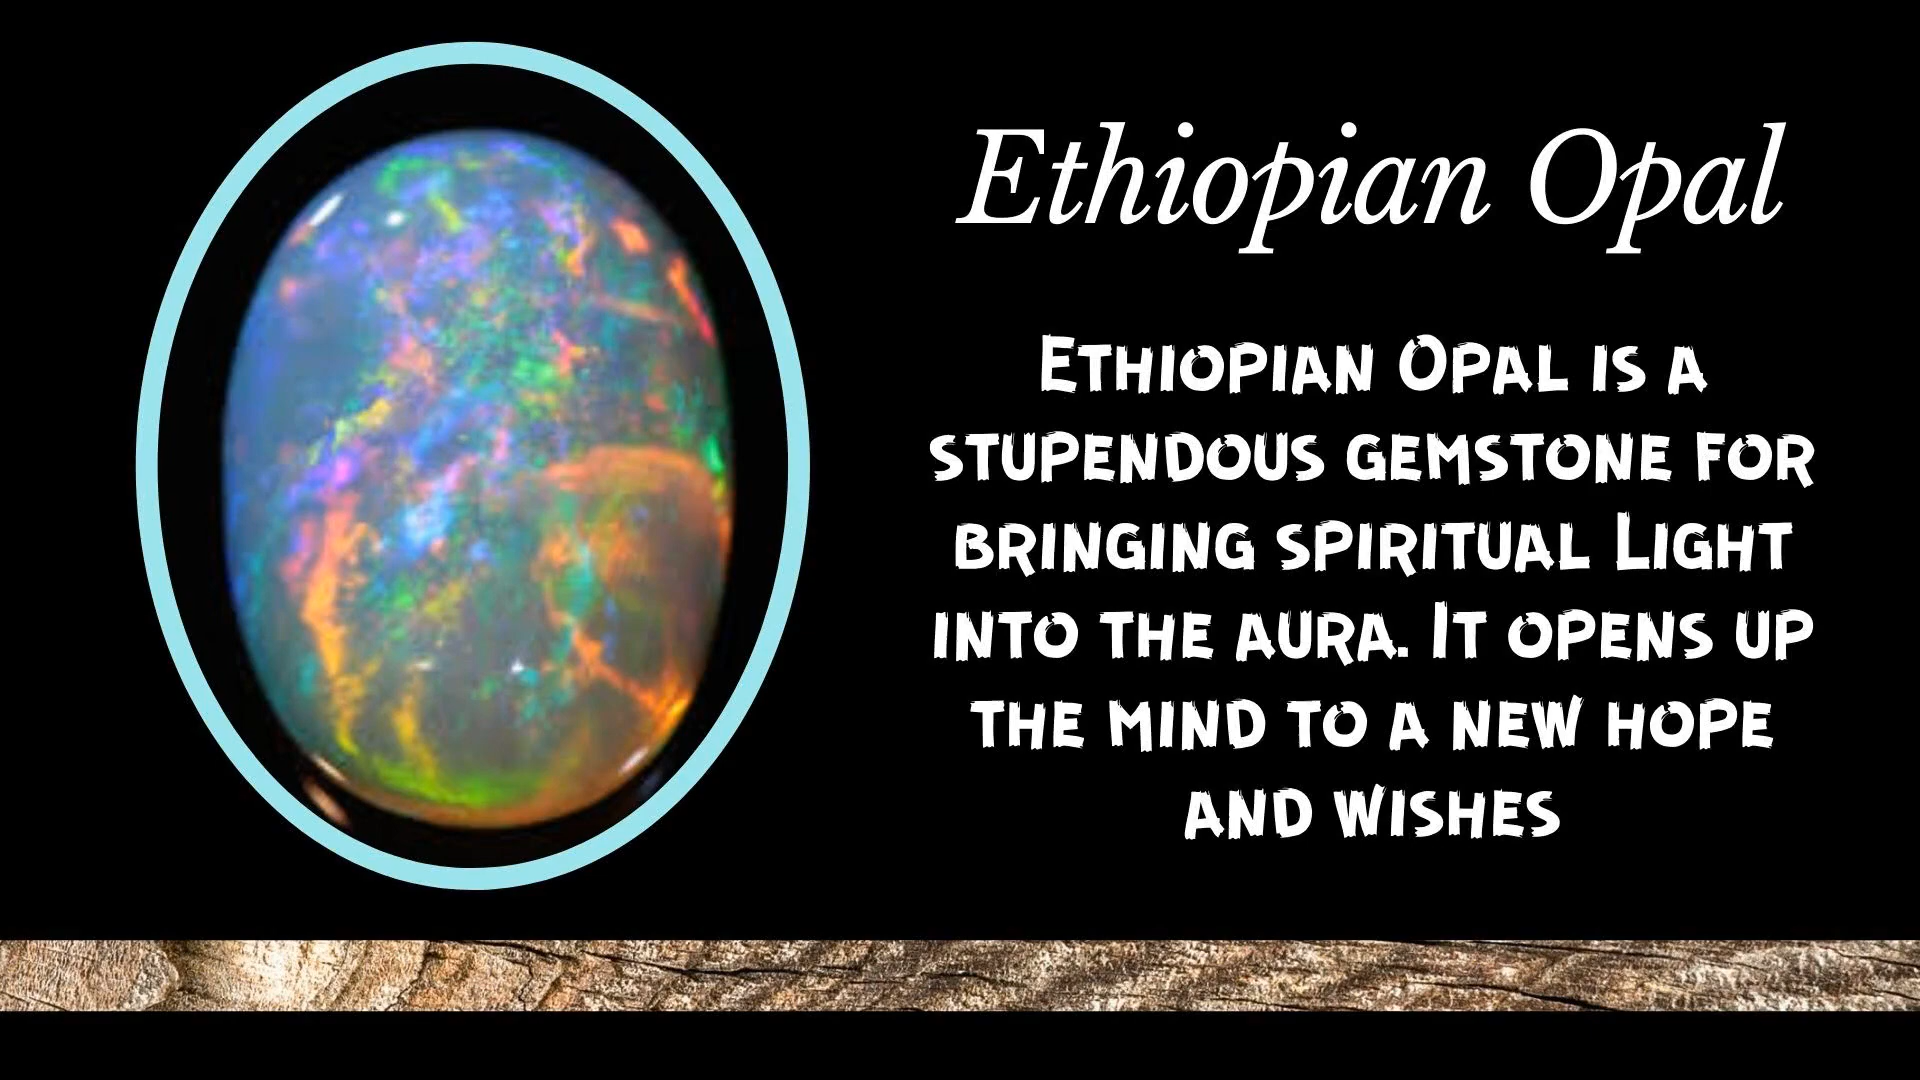 Ethiopian Opal
Ethiopian Opal is a
stupendous gemstone for
bringing spiritual Light
into the aura. It opens up
the mind to a new hope
and wishes